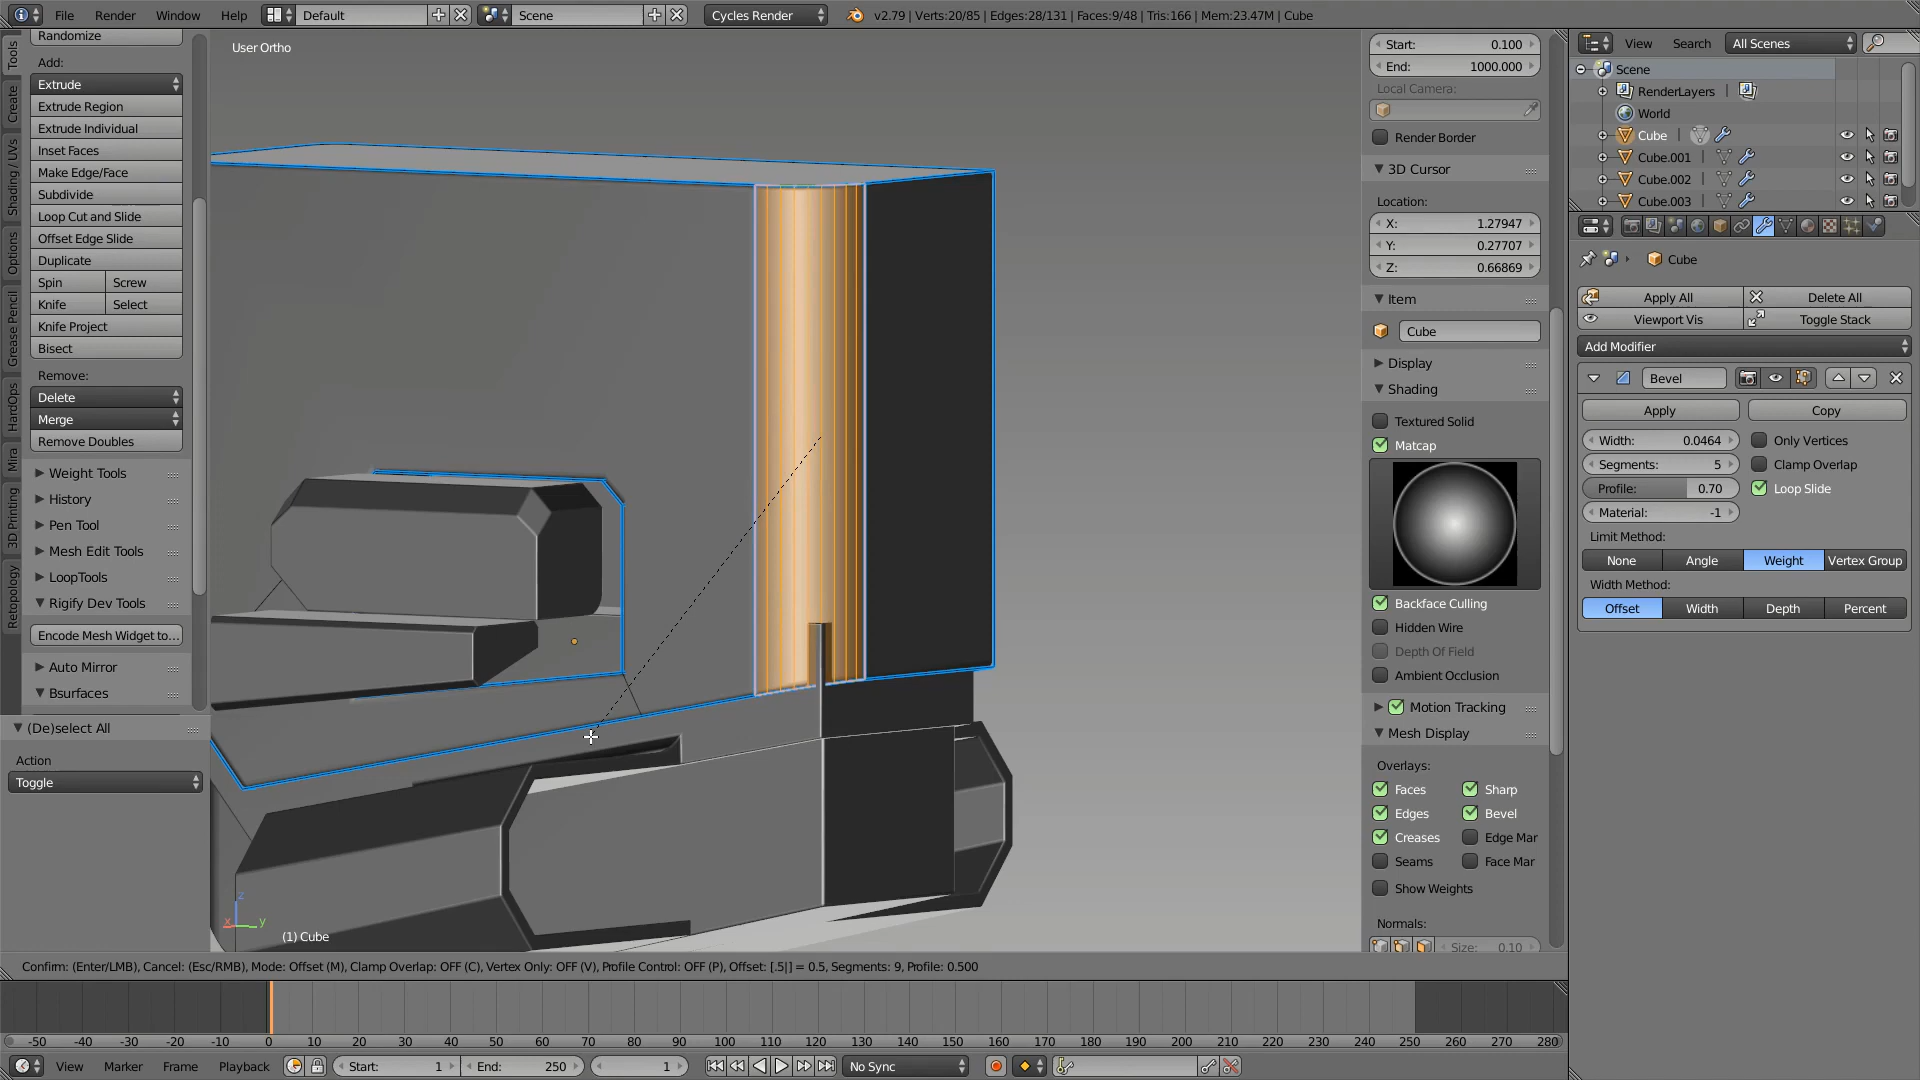 File Render Window Help Default Scene Cycles Render v2.79 | Verts:20/85 | Edges:28/131 | Faces:9/48 | Tris:166 | Mem:23.47M | Cube
Tools
Create
Shading / UVs
Options
Grease Pencil
HardOps
Mira
3D Printing
Retopology
Randomize
Add:
Extrude
Extrude Region
Extrude Individual
Inset Faces
Make Edge/Face
Subdivide
Loop Cut and Slide
Offset Edge Slide
Duplicate
Spin Screw
Knife Select
Knife Project
Bisect
Remove:
Delete
Merge
Remove Doubles
Weight Tools
History
Pen Tool
Mesh Edit Tools
LoopTools
Rigify Dev Tools
Encode Mesh Widget to...
Auto Mirror
Bsurfaces
(De)select All
Action
Toggle
User Ortho
z
x y
(1) Cube
Start: 0.100
End: 1000.000
Local Camera:
Render Border
3D Cursor
Location:
X: 1.27947
Y: 0.27707
Z: 0.66869
Item
Cube
Display
Shading
Textured Solid
Matcap
Backface Culling
Hidden Wire
Depth Of Field
Ambient Occlusion
Motion Tracking
Mesh Display
Overlays:
Faces Sharp
Edges Bevel
Creases Edge Mar
Seams Face Mar
Show Weights
Normals:
Size: 0.10
View Search All Scenes
Scene
RenderLayers
World
Cube
Cube.001
Cube.002
Cube.003
Cube
Apply All Delete All
Viewport Vis Toggle Stack
Add Modifier
Bevel
Apply Copy
Width: 0.0464 Only Vertices
Segments: 5 Clamp Overlap
Profile: 0.70 Loop Slide
Material: -1
Limit Method:
None Angle Weight Vertex Group
Width Method:
Offset Width Depth Percent
Confirm: (Enter/LMB), Cancel: (Esc/RMB), Mode: Offset (M), Clamp Overlap: OFF (C), Vertex Only: OFF (V), Profile Control: OFF (P), Offset: [.5|] = 0.5, Segments: 9, Profile: 0.500
-50 -40 -30 -20 -10 0 10 20 30 40 50 60 70 80 90 100 110 120 130 140 150 160 170 180 190 200 210 220 230 240 250 260 270 280
View Marker Frame Playback Start: 1 End: 250 1 No Sync